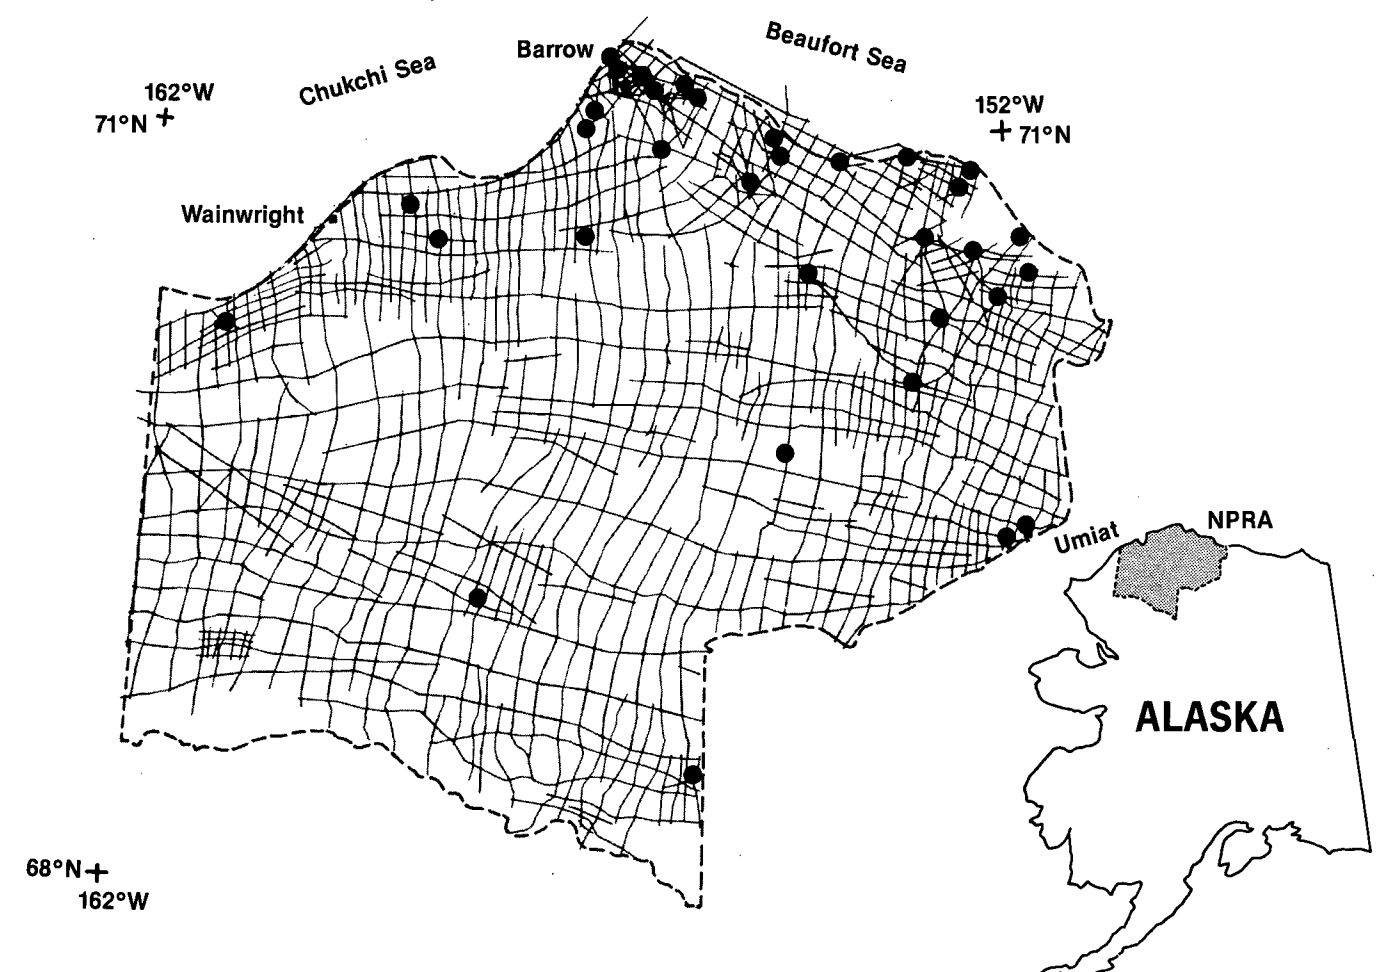 Beaufort Sea
Barrow
Chukchi Sea
162°W
71°N
152°W
71°N
Wainwright
Umiat
NPRA
ALASKA
68°N
162°W